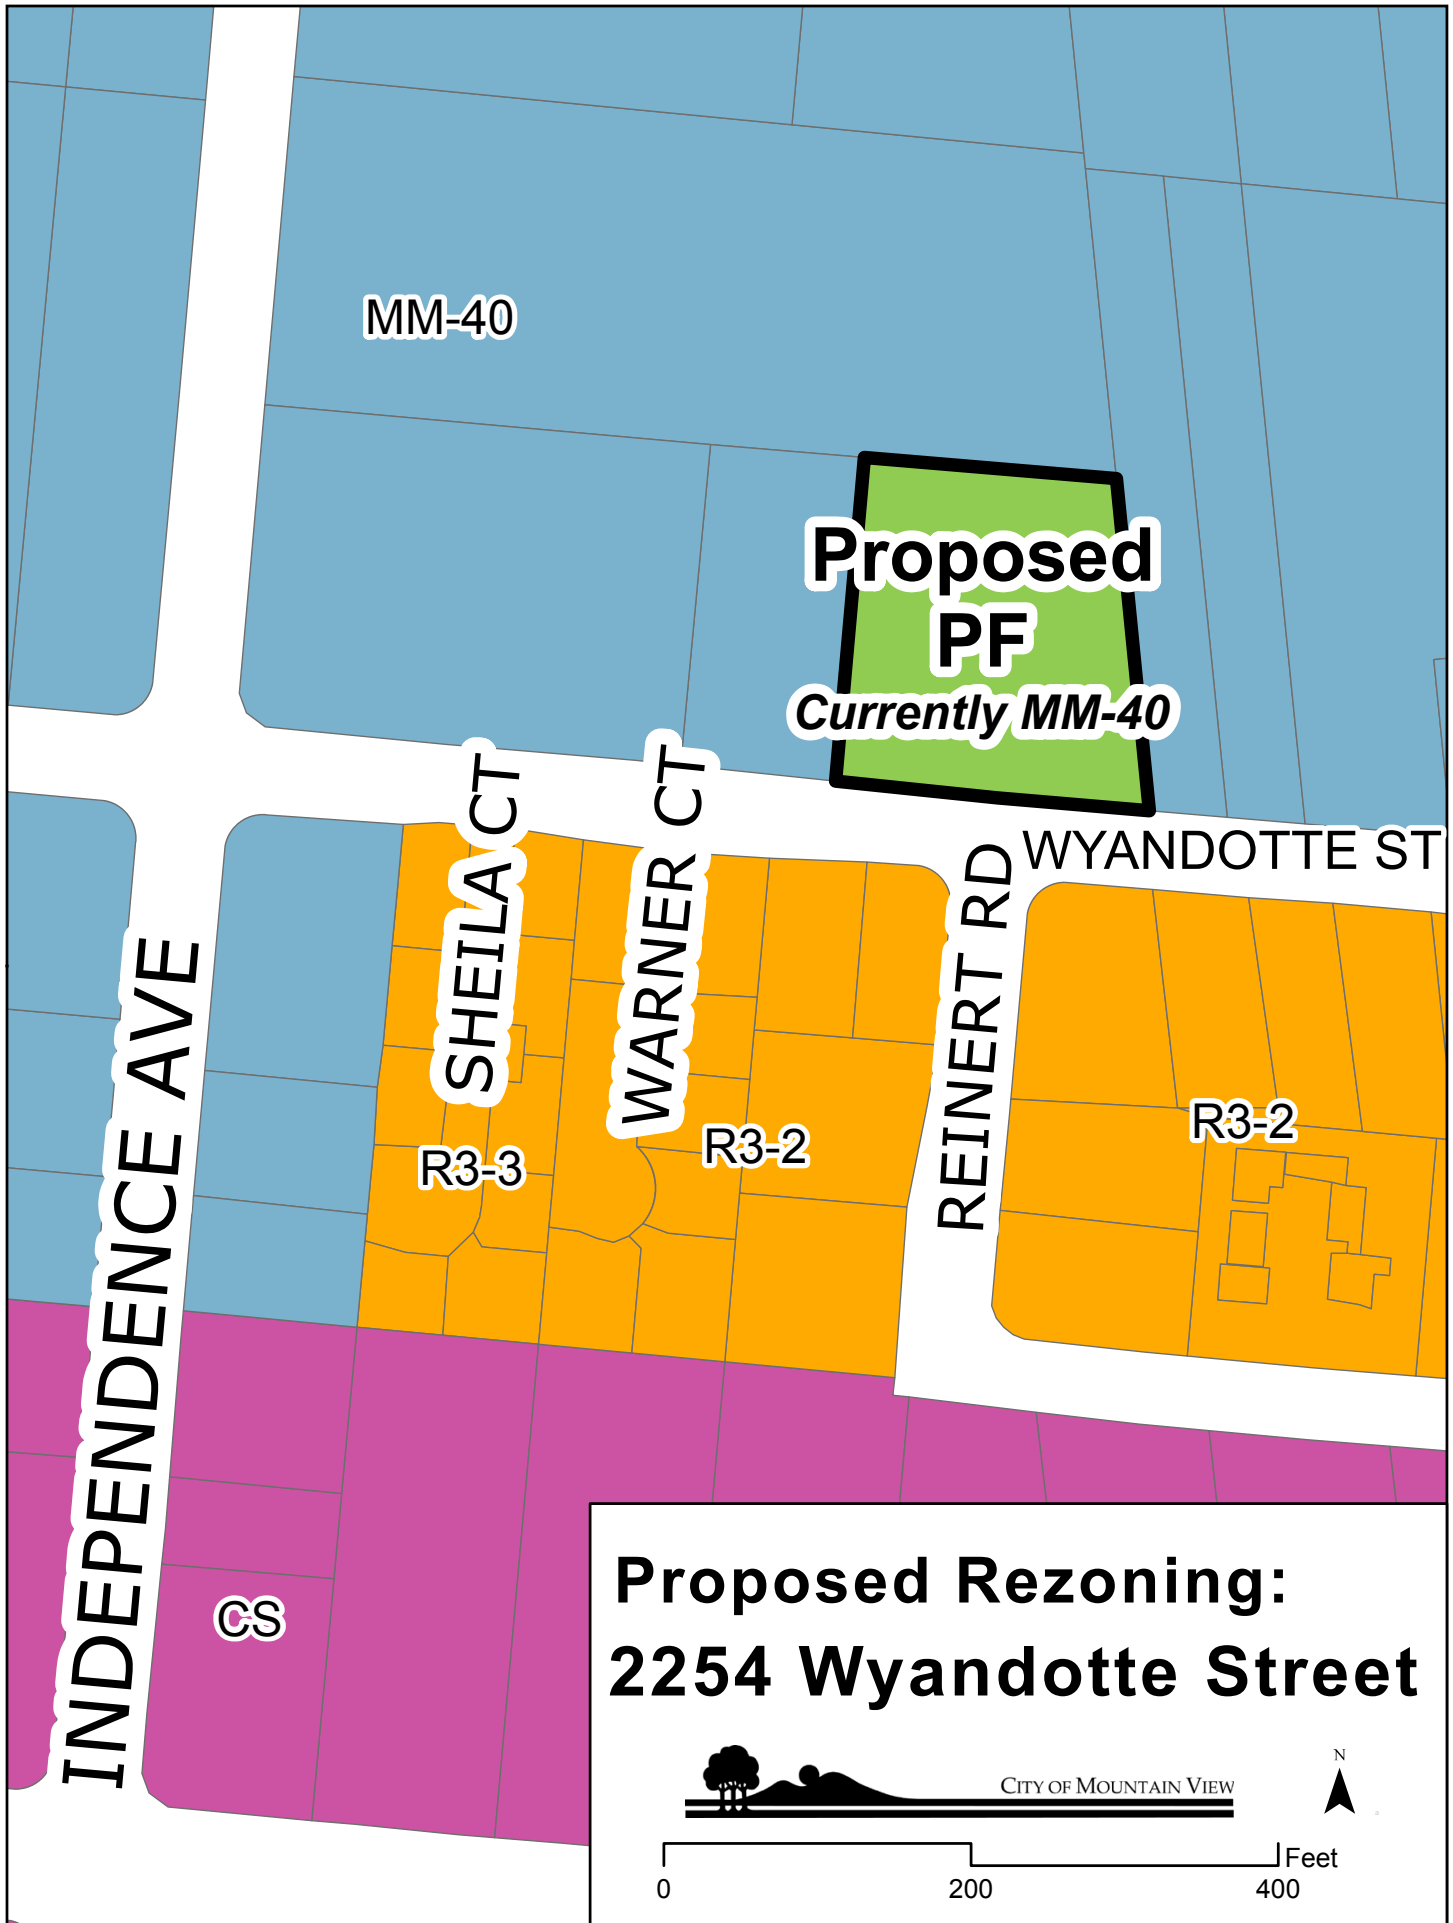 MM-40
Proposed
PF
Currently MM-40
SHEILA CT
WARNER CT
WYANDOTTE ST
REINERT RD
INDEPENDENCE AVE
R3-3
R3-2
R3-2
CS
Proposed Rezoning:
2254 Wyandotte Street
CITY OF MOUNTAIN VIEW
N
Feet
0 200 400